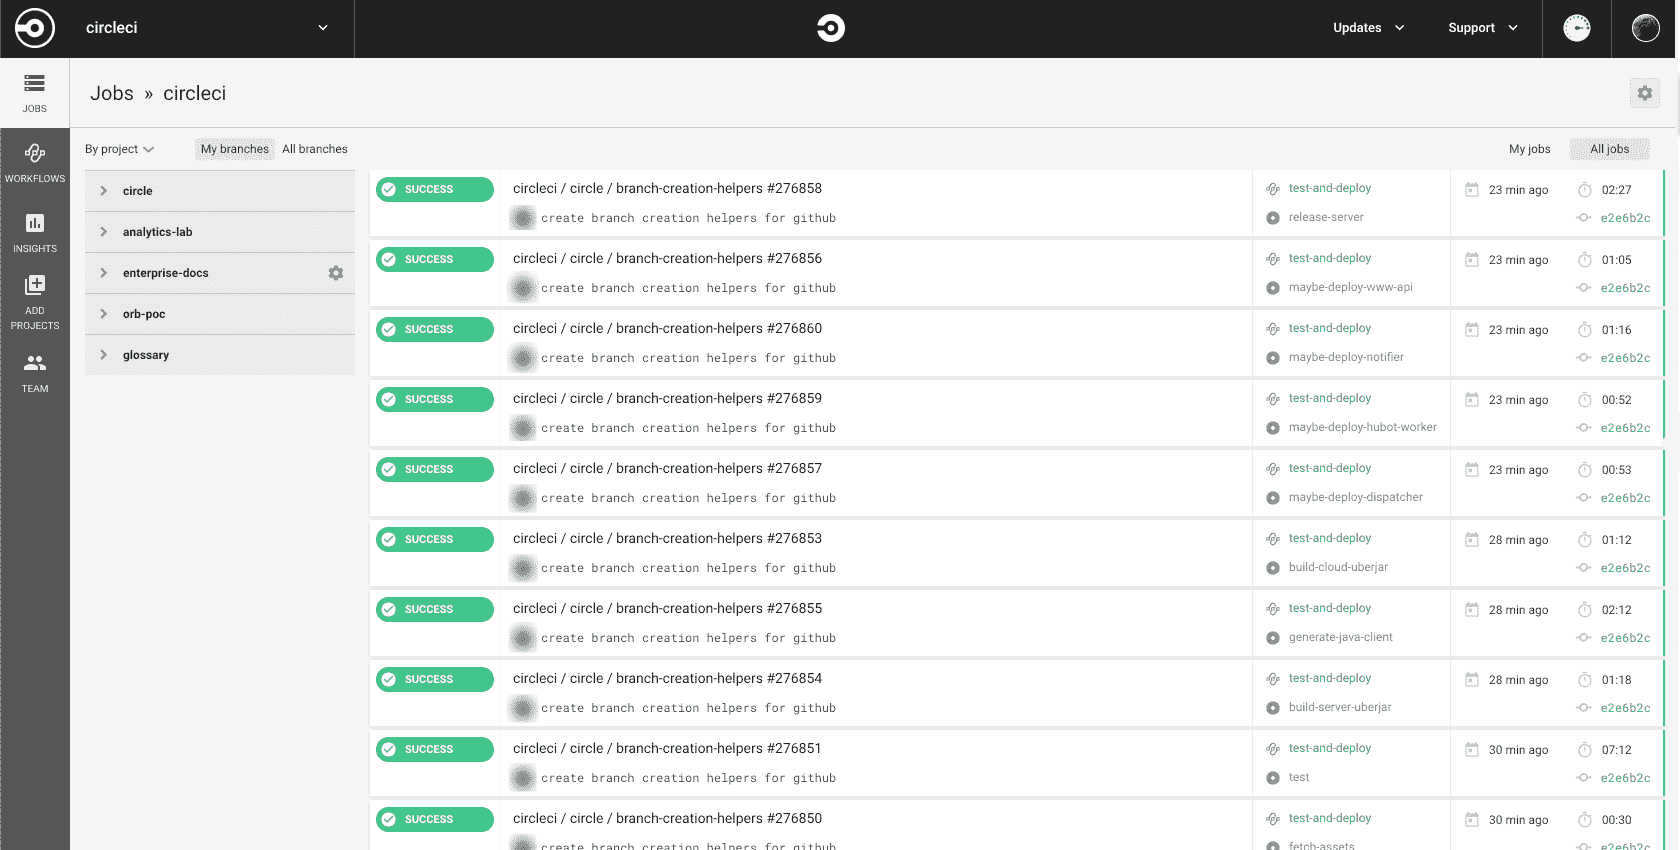 circleci
Updates
Support
JOBS
Jobs » circleci
WORKFLOWS
INSIGHTS
ADD
PROJECTS
TEAM
By project
My branches
All branches
My jobs
All jobs
circle
analytics-lab
enterprise-docs
orb-poc
glossary
SUCCESS
circleci / circle / branch-creation-helpers #276858
create branch creation helpers for github
test-and-deploy
release-server
23 min ago
02:27
e2e6b2c
SUCCESS
circleci / circle / branch-creation-helpers #276856
create branch creation helpers for github
test-and-deploy
maybe-deploy-www-api
23 min ago
01:05
e2e6b2c
SUCCESS
circleci / circle / branch-creation-helpers #276860
create branch creation helpers for github
test-and-deploy
maybe-deploy-notifier
23 min ago
01:16
e2e6b2c
SUCCESS
circleci / circle / branch-creation-helpers #276859
create branch creation helpers for github
test-and-deploy
maybe-deploy-hubot-worker
23 min ago
00:52
e2e6b2c
SUCCESS
circleci / circle / branch-creation-helpers #276857
create branch creation helpers for github
test-and-deploy
maybe-deploy-dispatcher
23 min ago
00:53
e2e6b2c
SUCCESS
circleci / circle / branch-creation-helpers #276853
create branch creation helpers for github
test-and-deploy
build-cloud-uberjar
28 min ago
01:12
e2e6b2c
SUCCESS
circleci / circle / branch-creation-helpers #276855
create branch creation helpers for github
test-and-deploy
generate-java-client
28 min ago
02:12
e2e6b2c
SUCCESS
circleci / circle / branch-creation-helpers #276854
create branch creation helpers for github
test-and-deploy
build-server-uberjar
28 min ago
01:18
e2e6b2c
SUCCESS
circleci / circle / branch-creation-helpers #276851
create branch creation helpers for github
test-and-deploy
test
30 min ago
07:12
e2e6b2c
SUCCESS
circleci / circle / branch-creation-helpers #276850
create branch creation helpers for github
test-and-deploy
fetch-assets
30 min ago
00:30
e2e6b2c